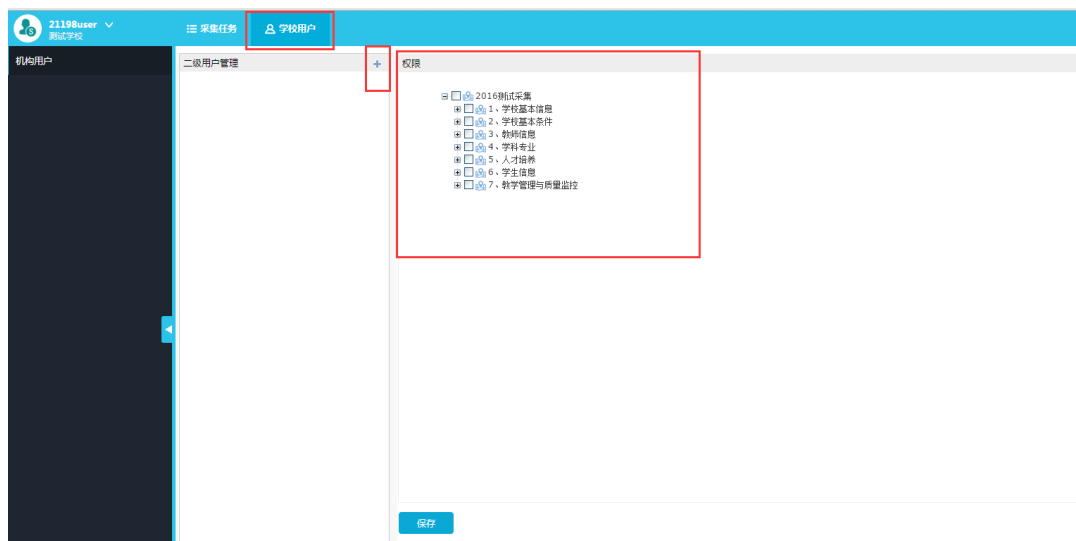 21198user
测试学校
采集任务
学校用户
机构用户
二级用户管理
权限
2016测试采集
1、学校基本信息
2、学校基本条件
3、教师信息
4、学科专业
5、人才培养
6、学生信息
7、教学管理与质量监控
保存